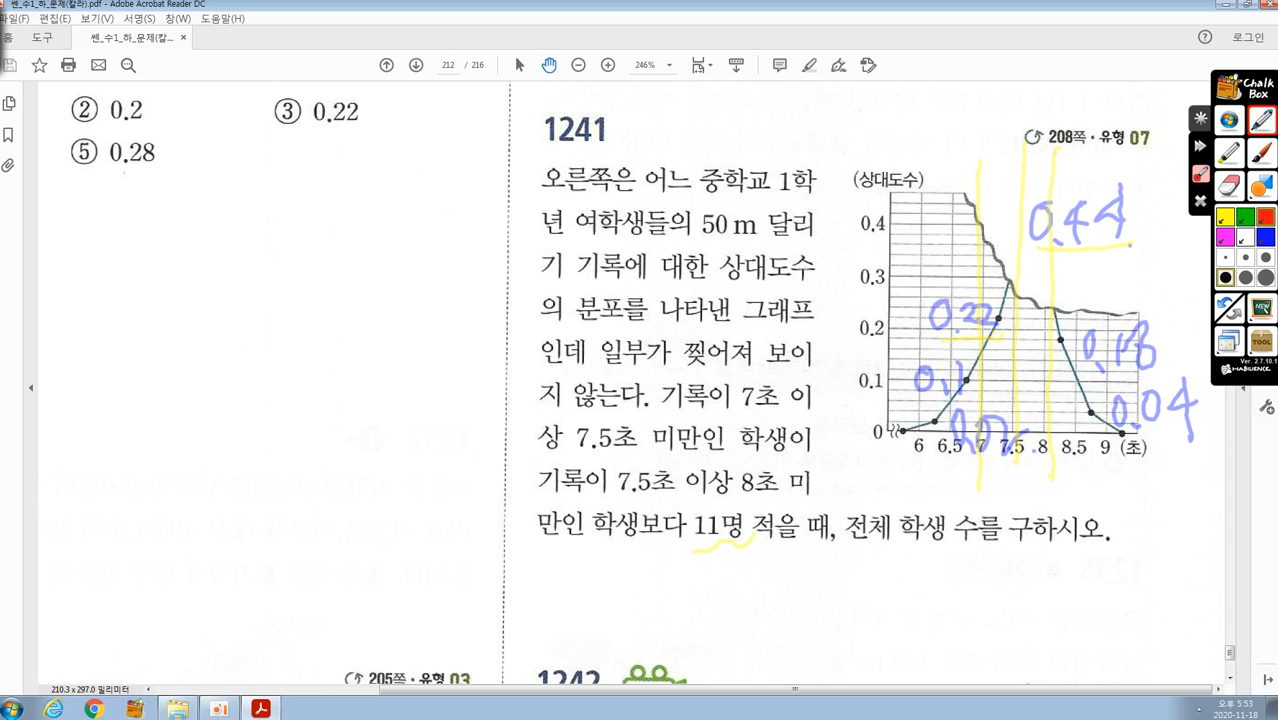 쎈_수1_하_문제(칼라).pdf - Adobe Acrobat Reader DC
파일(F) 편집(E) 보기(V) 서명(S) 창(W) 도움말(H)
홈 도구 쎈_수1_하_문제(칼... × ? 로그인
212 / 216 246%
② 0.2 ③ 0.22
⑤ 0.28
1241 208쪽·유형 07
오른쪽은 어느 중학교 1학
년 여학생들의 50 m 달리
기 기록에 대한 상대도수
의 분포를 나타낸 그래프
인데 일부가 찢어져 보이
지 않는다. 기록이 7초 이
상 7.5초 미만인 학생이
기록이 7.5초 이상 8초 미
만인 학생보다 11명 적을 때, 전체 학생 수를 구하시오.
(상대도수)
0.4
0.3
0.2
0.1
0
6 6.5 7 7.5 8 8.5 9 (초)
0.44
0.22
0.18
0.1
0.04
0.02
205쪽·유형 03
1242
210.3 x 297.0 밀리미터
Chalk
Box
NEW
TOOL
Ver. 2.7.10.1
HABILIENCE
오후 5:53
2020-11-18